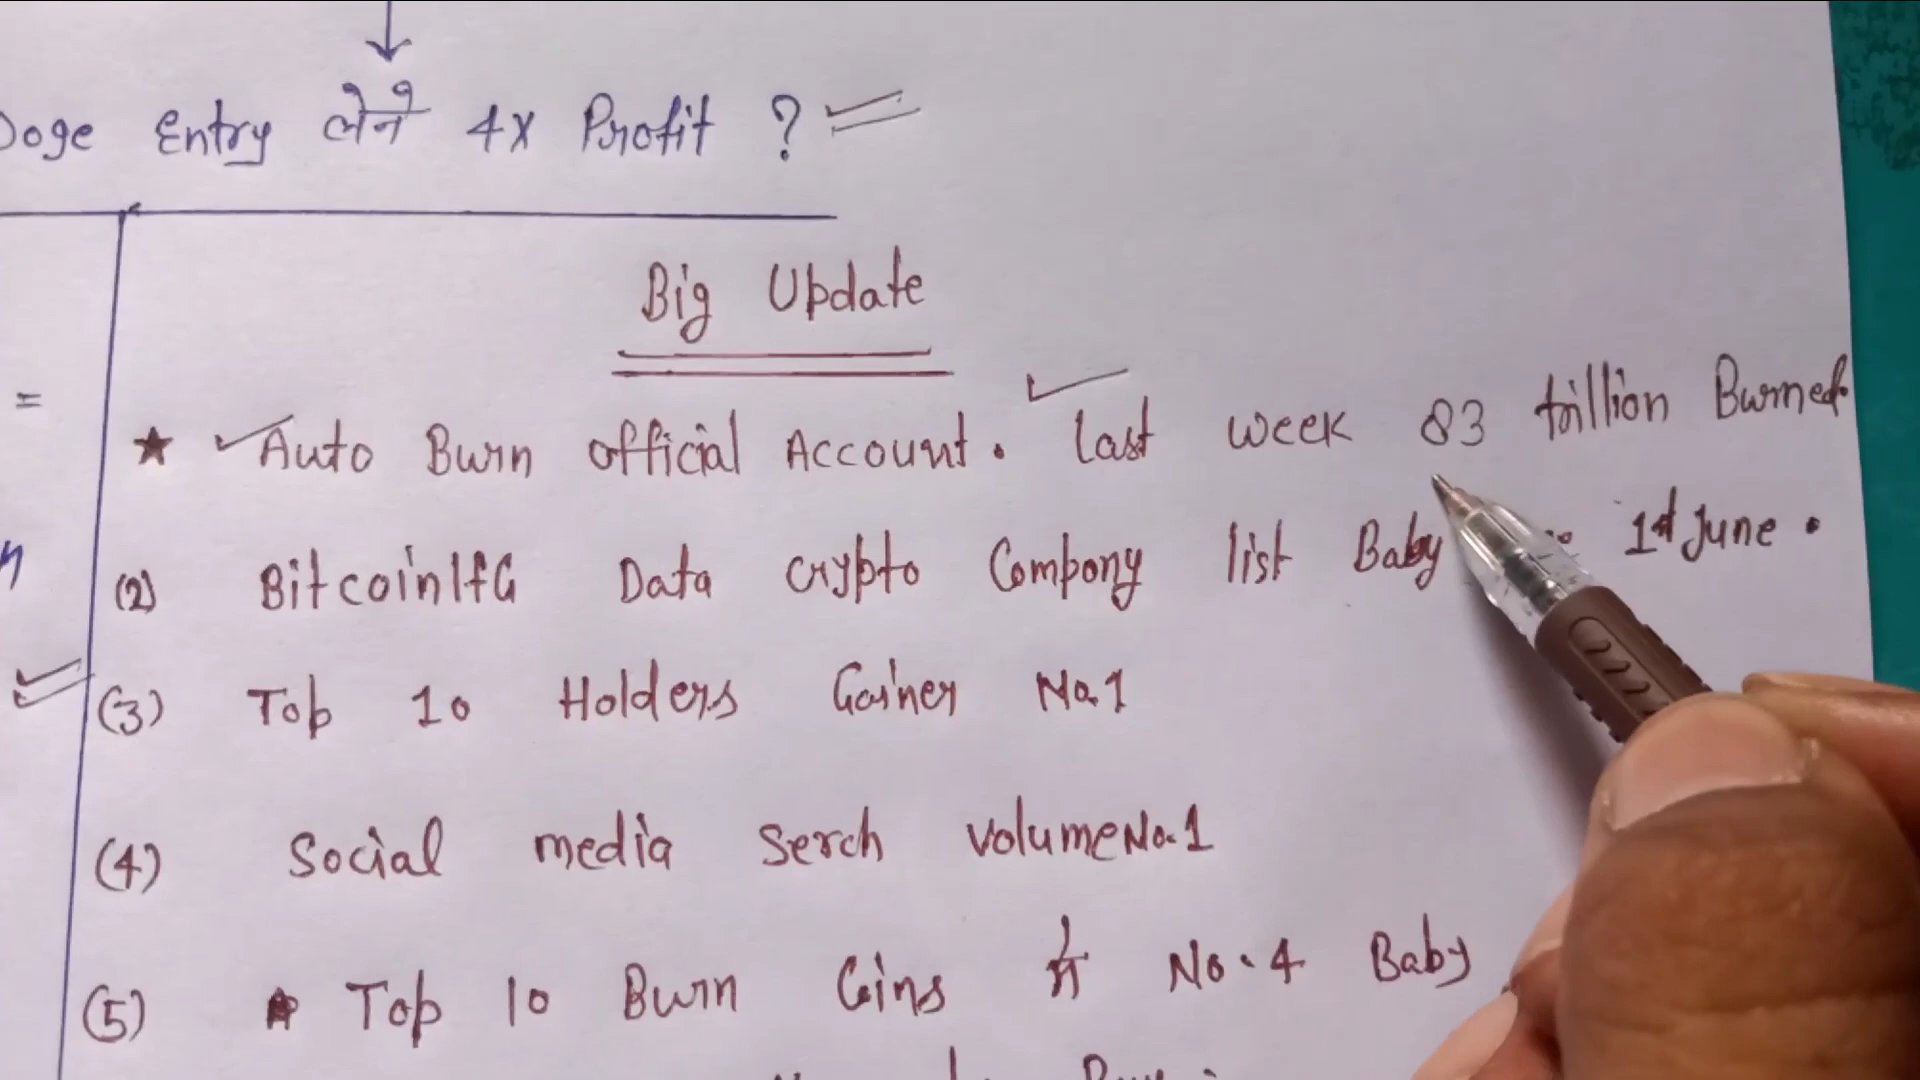 Doge Entry लेने 4X Profit ?
Big Update
=
★ Auto Burn official Account. Last week 83 trillion Burned.
(2) BitcoinIfG Data crypto Compony list Baby 1st June .
(3) Top 10 Holders Gainer No.1
(4) Social media Serch volume No.1
(5) Top 10 Burn Coins में No. 4 Baby